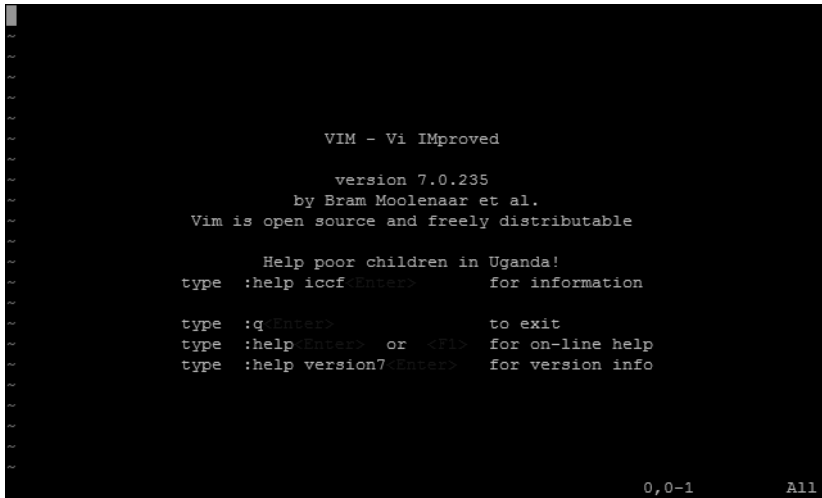 ~
~
~
~
~
~ VIM - Vi IMproved
~
~ version 7.0.235
~ by Bram Moolenaar et al.
~ Vim is open source and freely distributable
~
~ Help poor children in Uganda!
~ type :help iccf<Enter> for information
~
~ type :q<Enter> to exit
~ type :help<Enter> or <F1> for on-line help
~ type :help version7<Enter> for version info
~
~
~
~
~
0,0-1 All